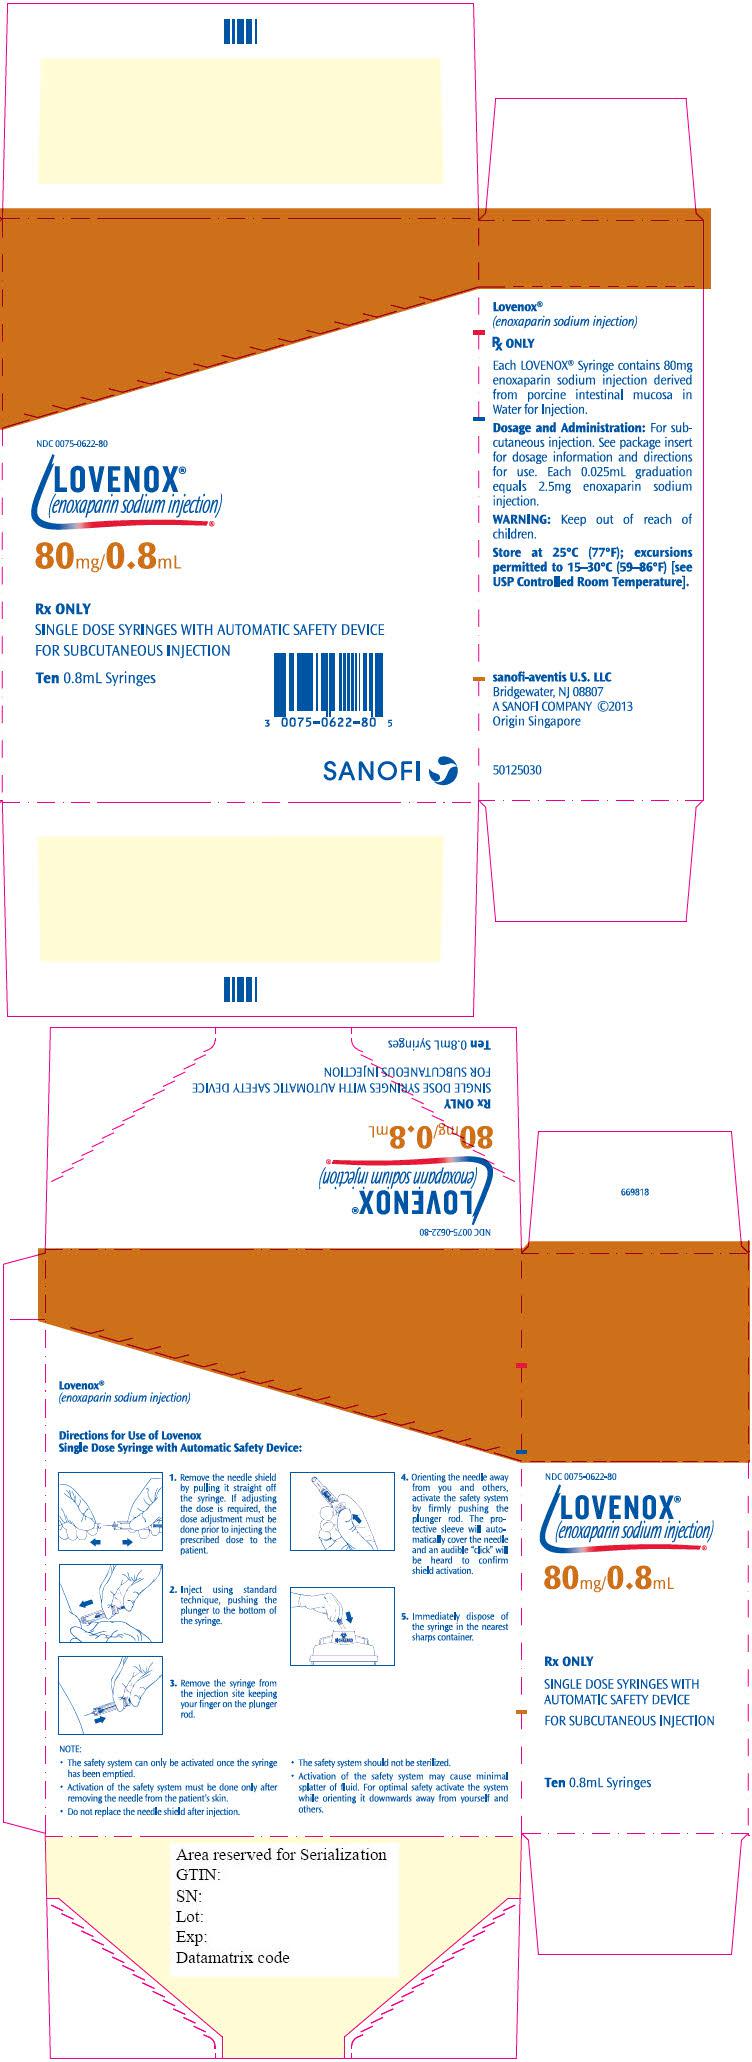 Lovenox®
(enoxaparin sodium injection)
Rx ONLY
Each LOVENOX® Syringe contains 80mg
enoxaparin sodium injection derived
from porcine intestinal mucosa in
Water for Injection.
Dosage and Administration: For sub-
cutaneous injection. See package insert
for dosage information and directions
for use. Each 0.025mL graduation
equals 2.5mg enoxaparin sodium
injection.
WARNING: Keep out of reach of
children.
Store at 25°C (77°F); excursions
permitted to 15–30°C (59–86°F) [see
USP Controlled Room Temperature].
sanofi-aventis U.S. LLC
Bridgewater, NJ 08807
A SANOFI COMPANY ©2013
Origin Singapore
50125030
NDC 0075-0622-80
LOVENOX®
(enoxaparin sodium injection)
®
80mg/0.8mL
Rx ONLY
SINGLE DOSE SYRINGES WITH AUTOMATIC SAFETY DEVICE
FOR SUBCUTANEOUS INJECTION
Ten 0.8mL Syringes
3 0075-0622-80 5
SANOFI
NDC 0075-0622-80
LOVENOX®
(enoxaparin sodium injection)
®
80mg/0.8mL
Rx ONLY
SINGLE DOSE SYRINGES WITH AUTOMATIC SAFETY DEVICE
FOR SUBCUTANEOUS INJECTION
Ten 0.8mL Syringes
818669
Lovenox®
(enoxaparin sodium injection)
Directions for Use of Lovenox
Single Dose Syringe with Automatic Safety Device:
1. Remove the needle shield
by pulling it straight off
the syringe. If adjusting
the dose is required, the
dose adjustment must be
done prior to injecting the
prescribed dose to the
patient.
2. Inject using standard
technique, pushing the
plunger to the bottom of
the syringe.
3. Remove the syringe from
the injection site keeping
your finger on the plunger
rod.
4. Orienting the needle away
from you and others,
activate the safety system
by firmly pushing the
plunger rod. The pro-
tective sleeve will auto-
matically cover the needle
and an audible "click" will
be heard to confirm
shield activation.
5. Immediately dispose of
the syringe in the nearest
sharps container.
BIOHAZARD
NOTE:
• The safety system can only be activated once the syringe
has been emptied.
• Activation of the safety system must be done only after
removing the needle from the patient's skin.
• Do not replace the needle shield after injection.
• The safety system should not be sterilized.
• Activation of the safety system may cause minimal
splatter of fluid. For optimal safety activate the system
while orienting it downwards away from yourself and
others.
NDC 0075-0622-80
LOVENOX®
(enoxaparin sodium injection)
®
80mg/0.8mL
Rx ONLY
SINGLE DOSE SYRINGES WITH
AUTOMATIC SAFETY DEVICE
FOR SUBCUTANEOUS INJECTION
Ten 0.8mL Syringes
Area reserved for Serialization
GTIN:
SN:
Lot:
Exp:
Datamatrix code